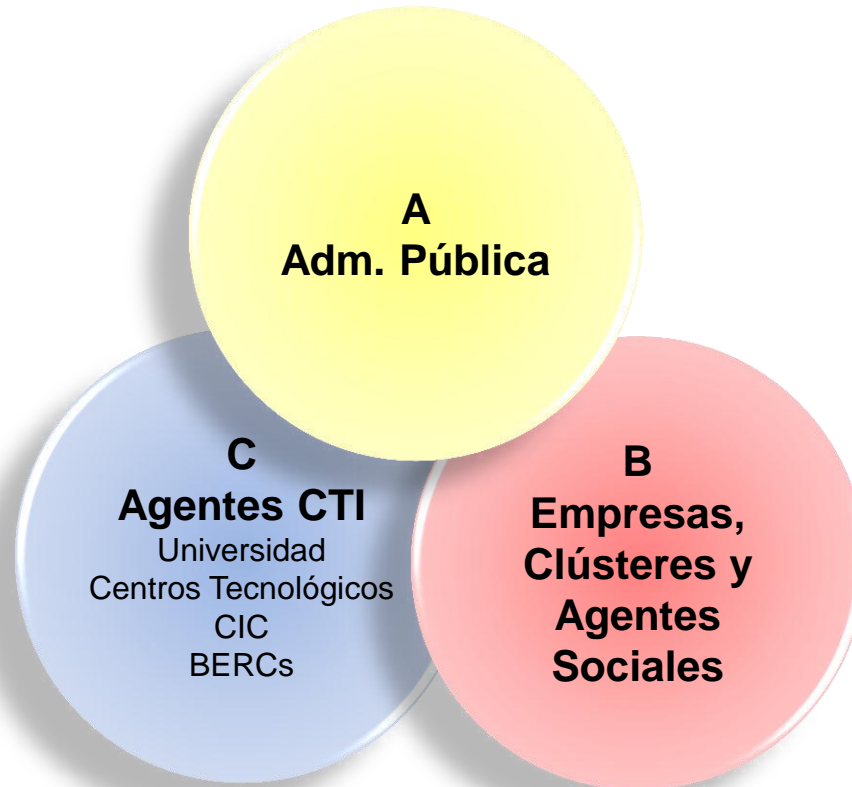 A
Adm. Pública
C
Agentes CTI
Universidad
Centros Tecnológicos
CIC
BERCs
B
Empresas,
Clústeres y
Agentes
Sociales